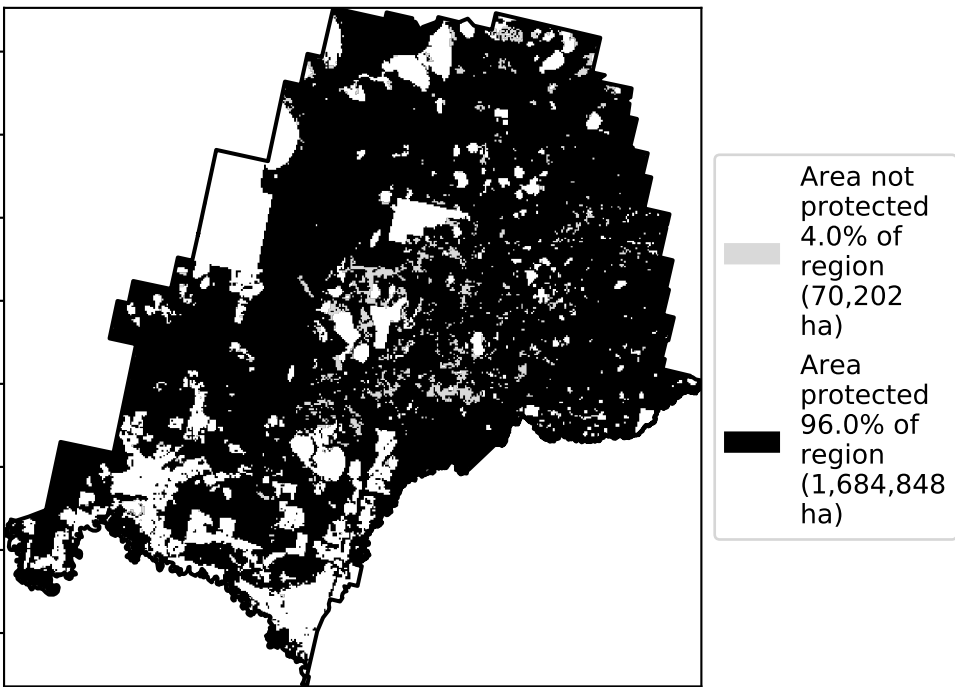 Area not
protected
4.0% of
region
(70,202
ha)
Area
protected
96.0% of
region
(1,684,848
ha)